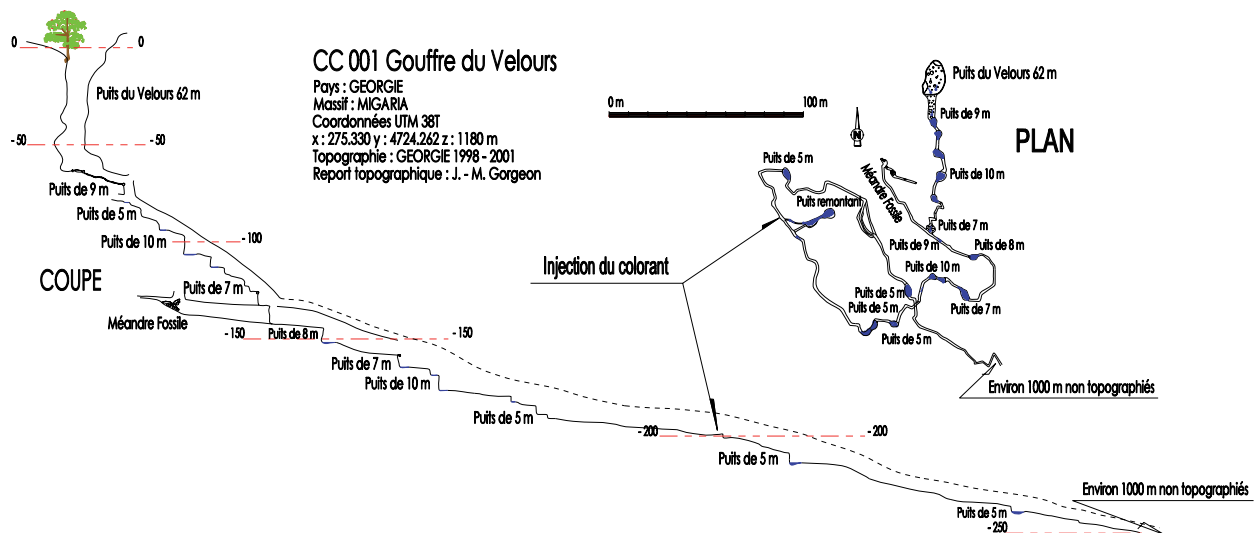 CC 001 Gouffre du Velours
Pays : GEORGIE
Massif : MIGARIA
Coordonnées UTM 38T
x : 275.330 y : 4724.262 z : 1180 m
Topographie : GEORGIE 1998 - 2001
Report topographique : J. - M. Gorgeon
0
0
Puits du Velours 62 m
- 50
- 50
Puits de 9 m
Puits de 5 m
Puits de 10 m
- 100
COUPE
Puits de 7 m
Méandre Fossile
- 150
Puits de 8 m
- 150
Puits de 7 m
Puits de 10 m
Puits de 5 m
- 200
- 200
Puits de 5 m
Environ 1000 m non topographiés
Puits de 5 m
- 250
Injection du colorant
0 m
100 m
N
PLAN
Puits du Velours 62 m
Puits de 9 m
Puits de 5 m
Méandre Fossile
Puits de 10 m
Puits remontant
Puits de 7 m
Puits de 9 m
Puits de 8 m
Puits de 10 m
Puits de 5 m
Puits de 5 m
Puits de 7 m
Puits de 5 m
Environ 1000 m non topographiés